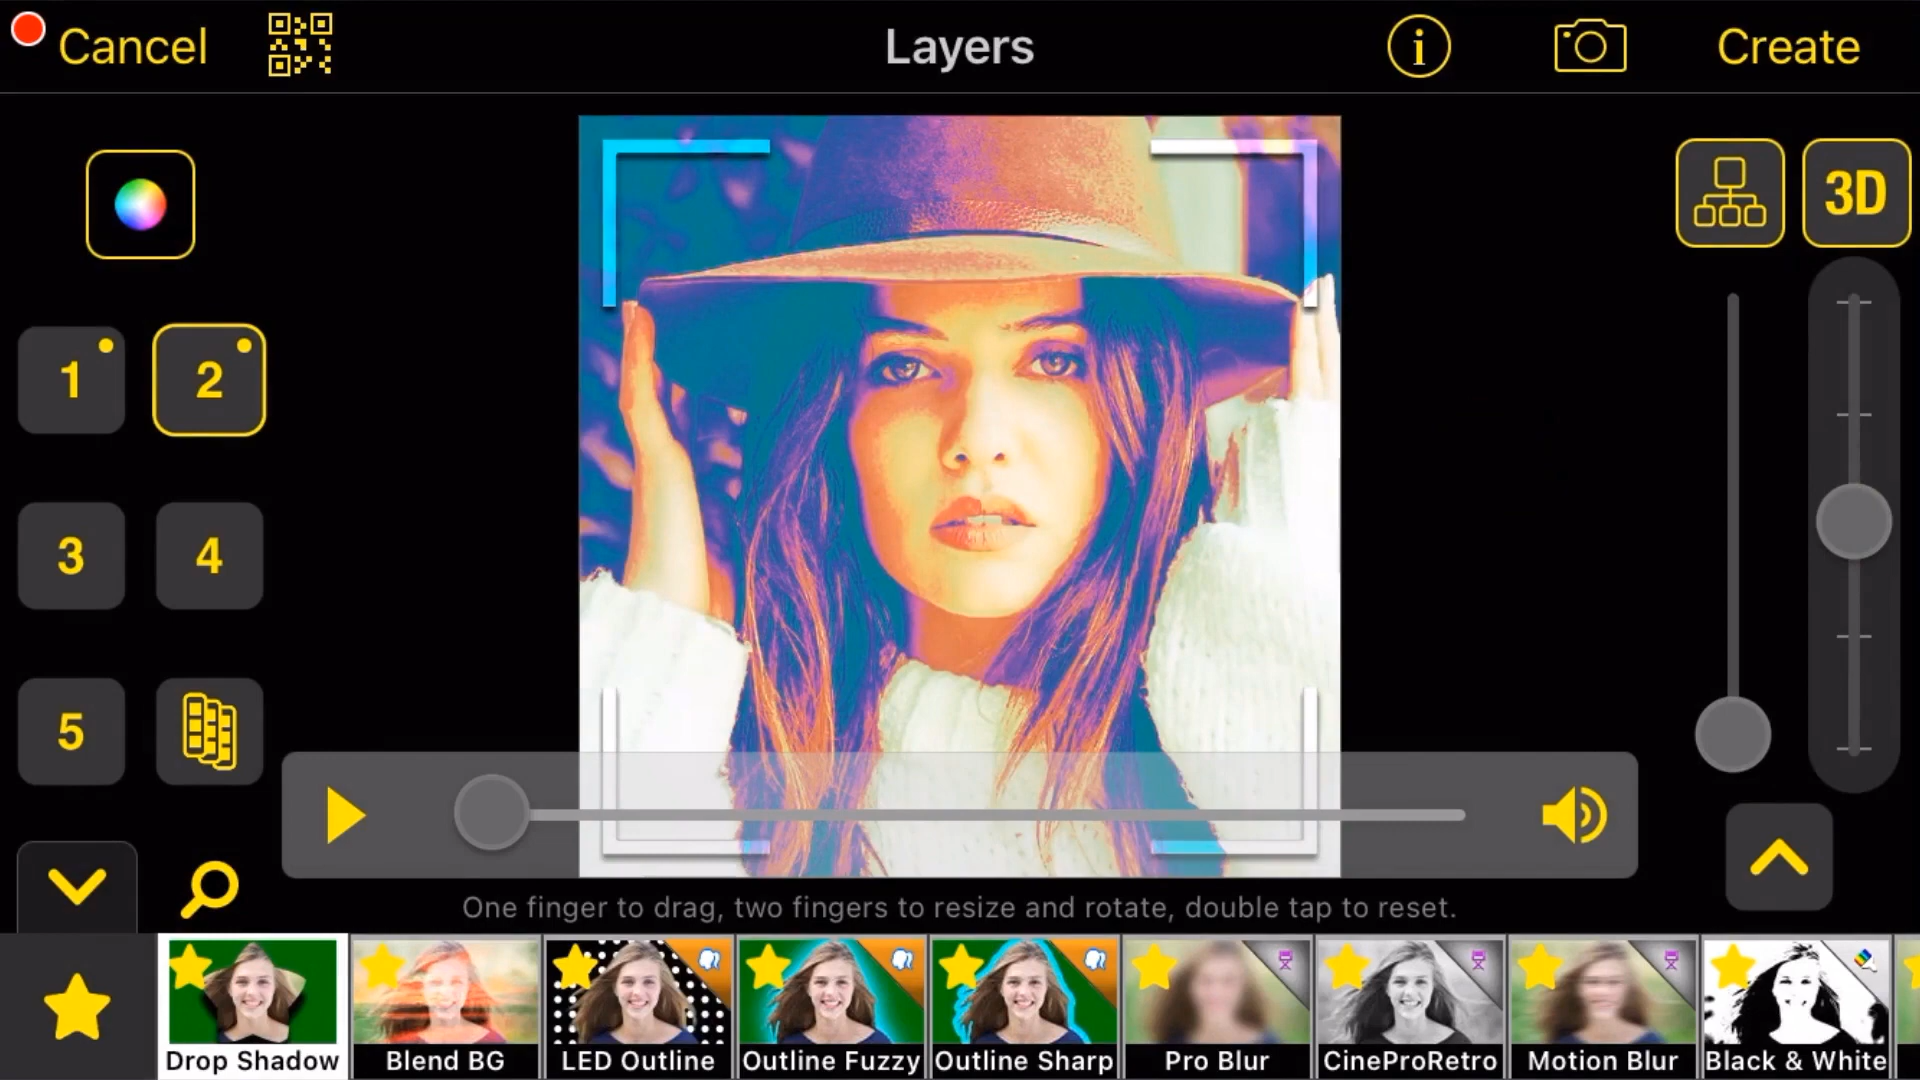 Cancel
Layers
i
Create
3D
1
2
3
4
5
One finger to drag, two fingers to resize and rotate, double tap to reset.
Drop Shadow
Blend BG
LED Outline
Outline Fuzzy
Outline Sharp
Pro Blur
CineProRetro
Motion Blur
Black & White